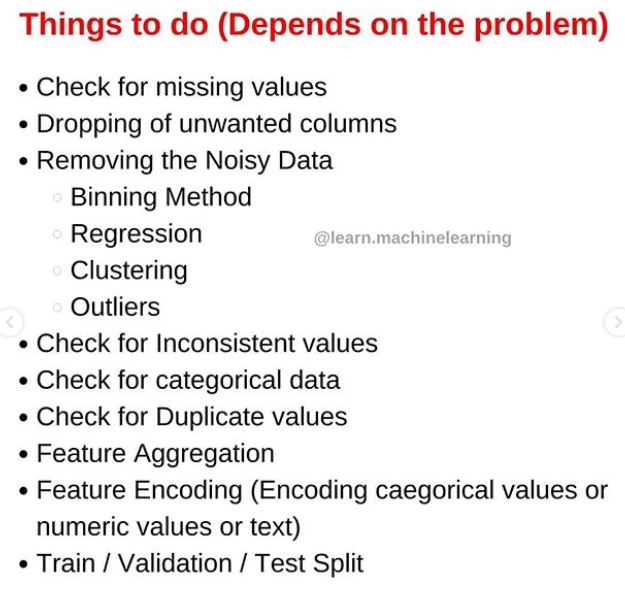 Things to do (Depends on the problem)
• Check for missing values
• Dropping of unwanted columns
• Removing the Noisy Data
○ Binning Method
○ Regression
@learn.machinelearning
○ Clustering
○ Outliers
• Check for Inconsistent values
• Check for categorical data
• Check for Duplicate values
• Feature Aggregation
• Feature Encoding (Encoding caegorical values or
numeric values or text)
• Train / Validation / Test Split